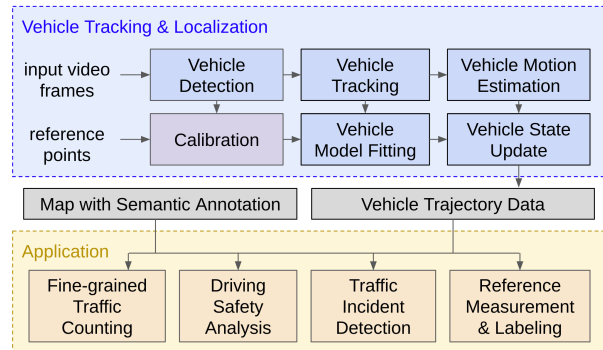 Vehicle Tracking & Localization
input video
frames
Vehicle
Detection
Vehicle
Tracking
Vehicle Motion
Estimation
reference
points
Calibration
Vehicle
Model Fitting
Vehicle State
Update
Map with Semantic Annotation
Vehicle Trajectory Data
Application
Fine-grained
Traffic
Counting
Driving
Safety
Analysis
Traffic
Incident
Detection
Reference
Measurement
& Labeling